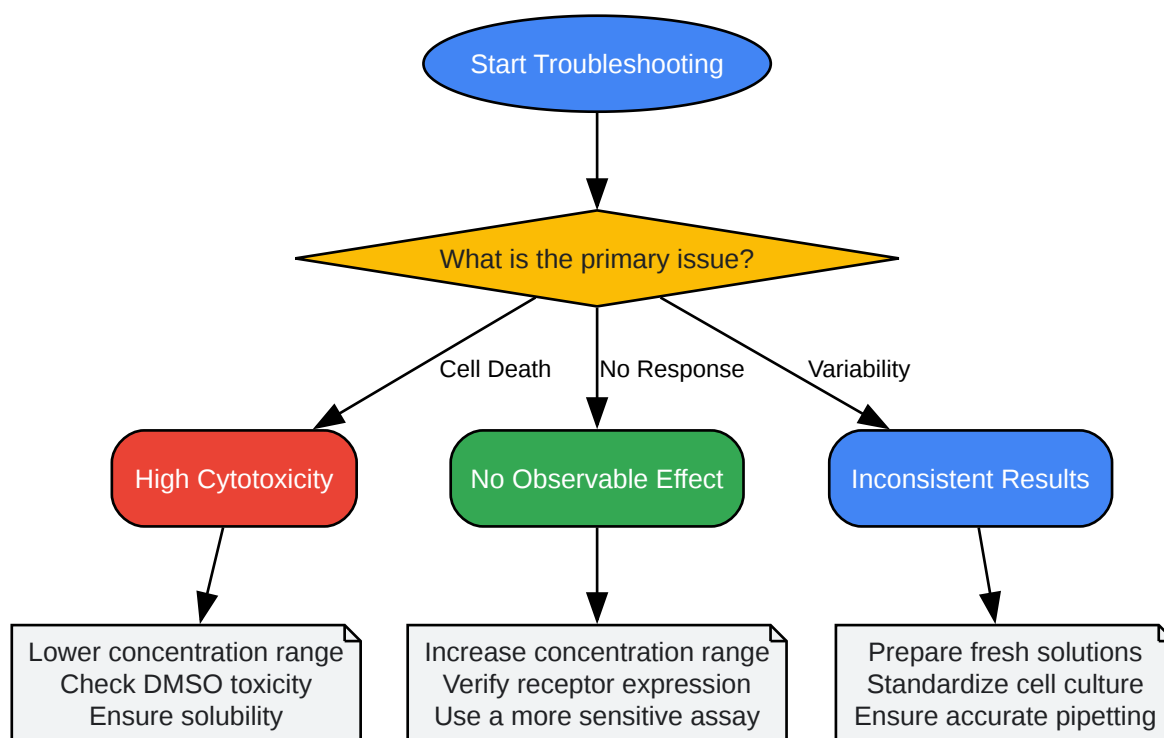 Start Troubleshooting
What is the primary issue?
Cell Death
No Response
Variability
High Cytotoxicity
No Observable Effect
Inconsistent Results
Lower concentration range
Check DMSO toxicity
Ensure solubility
Increase concentration range
Verify receptor expression
Use a more sensitive assay
Prepare fresh solutions
Standardize cell culture
Ensure accurate pipetting